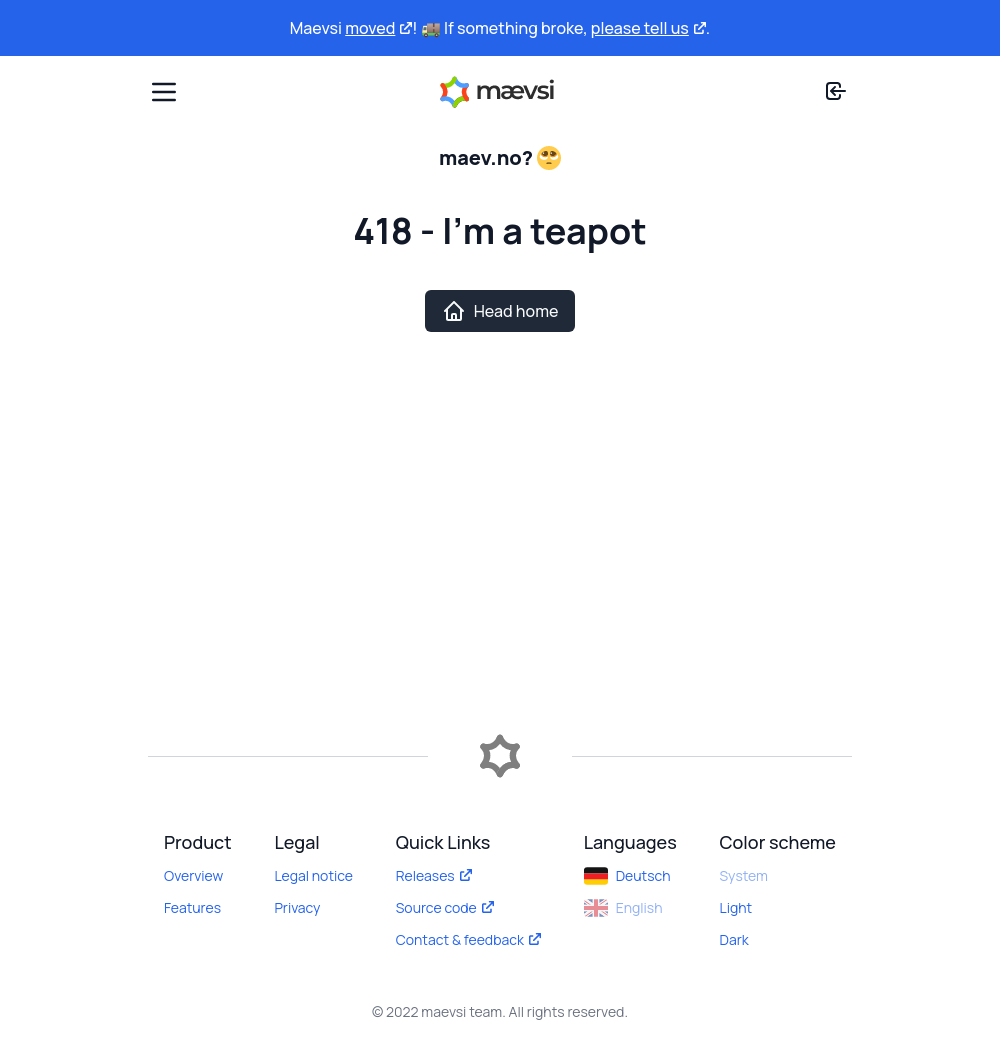 Maevsi moved ! 🚚 If something broke, please tell us .
mævsi
maev.no? 🥺
418 - I'm a teapot
Head home
Product
Overview
Features
Legal
Legal notice
Privacy
Quick Links
Releases
Source code
Contact & feedback
Languages
Deutsch
English
Color scheme
System
Light
Dark
© 2022 maevsi team. All rights reserved.